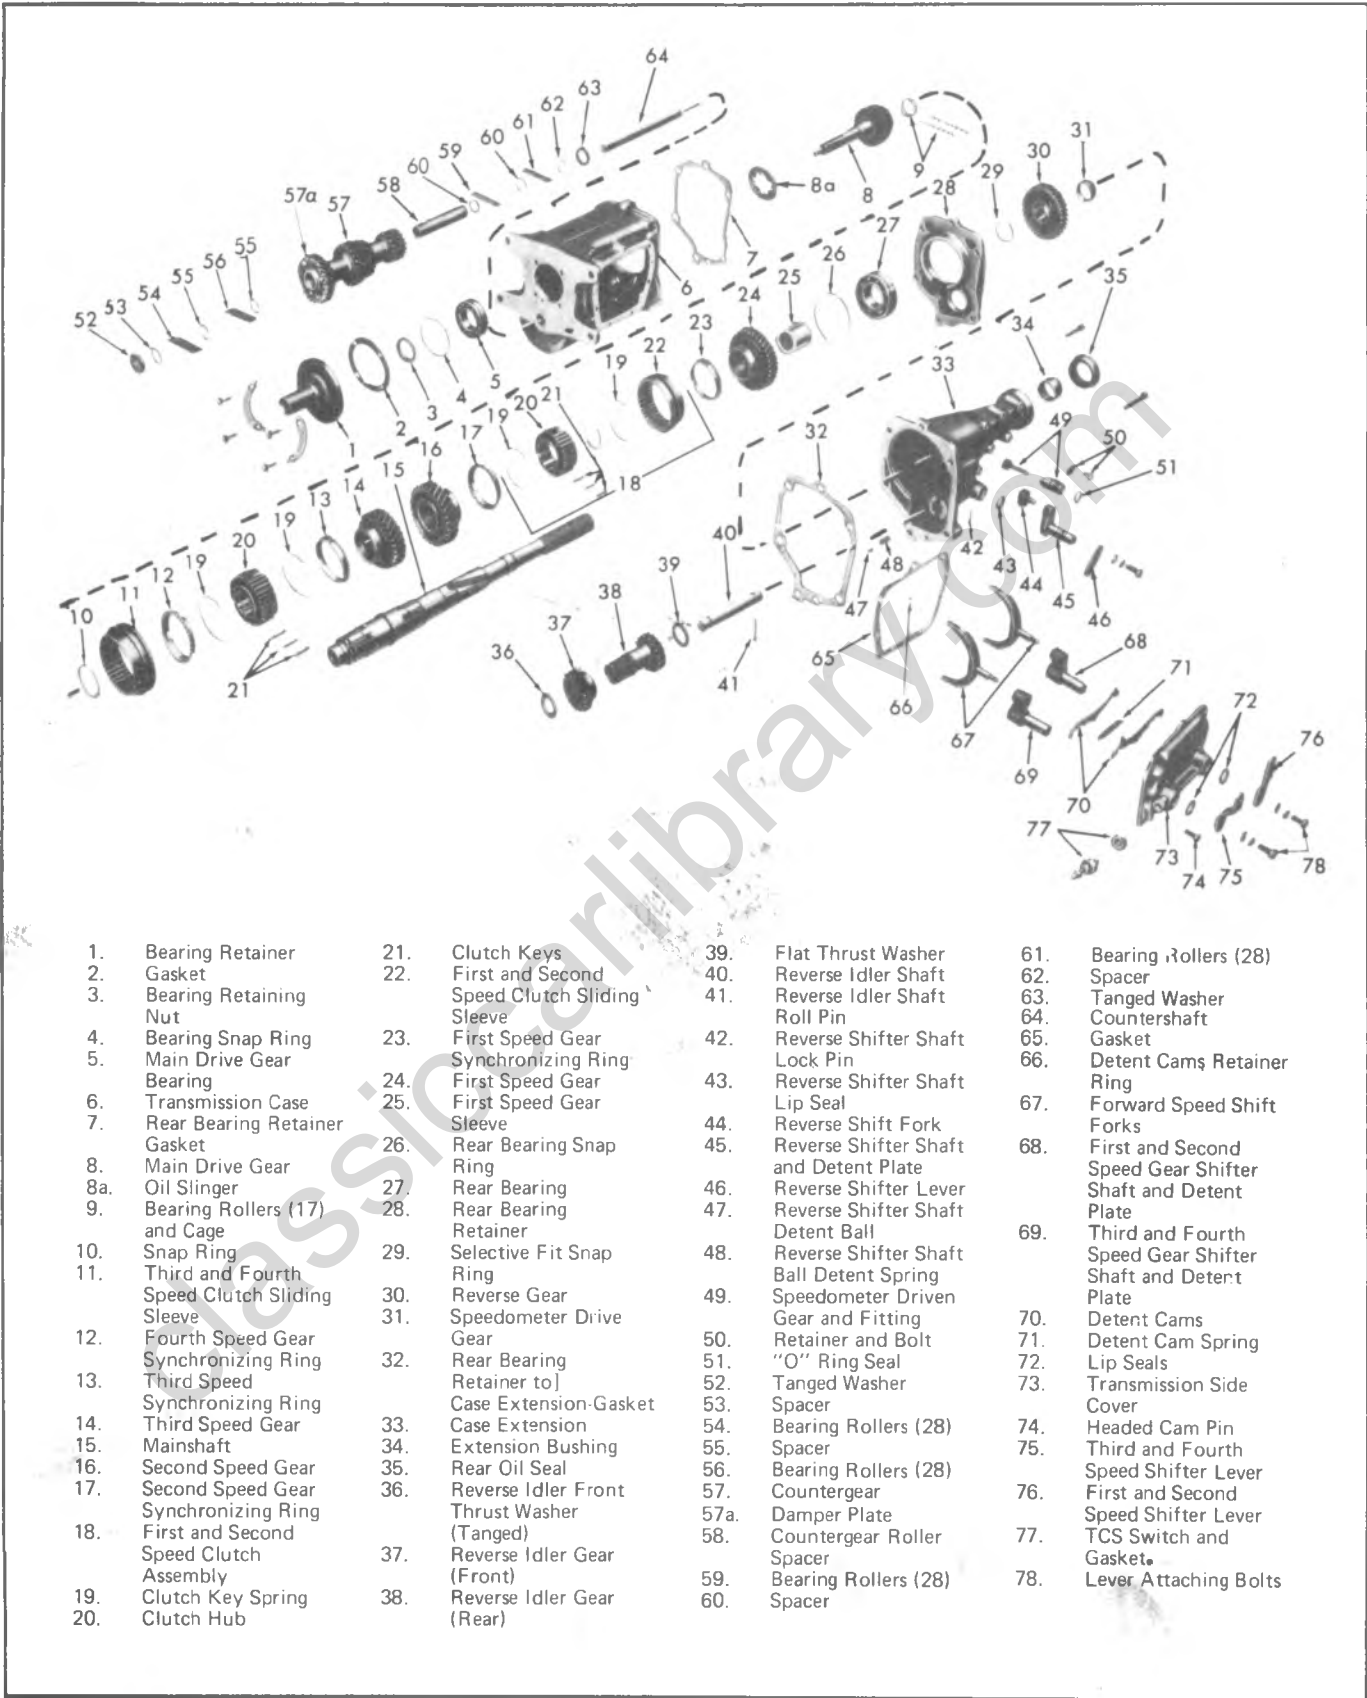 64
63
62
61
60
59
60
58
57
57a
55
56
55
54
53
52
9
8
8a
7
6
31
30
29
28
27
26
25
24
23
22
19
21
20
19
18
17
16
15
14
13
19
20
19
12
11
10
21
5
4
3
2
1
35
34
33
32
49
50
51
42
43
44
45
46
47
48
40
39
38
37
36
41
65
66
67
68
69
70
71
72
73
74
75
76
77
78
1. Bearing Retainer
2. Gasket
3. Bearing Retaining
Nut
4. Bearing Snap Ring
5. Main Drive Gear
Bearing
6. Transmission Case
7. Rear Bearing Retainer
Gasket
8. Main Drive Gear
8a. Oil Slinger
9. Bearing Rollers (17)
and Cage
10. Snap Ring
11. Third and Fourth
Speed Clutch Sliding
Sleeve
12. Fourth Speed Gear
Synchronizing Ring
13. Third Speed
Synchronizing Ring
14. Third Speed Gear
15. Mainshaft
16. Second Speed Gear
17. Second Speed Gear
Synchronizing Ring
18. First and Second
Speed Clutch
Assembly
19. Clutch Key Spring
20. Clutch Hub
21. Clutch Keys
22. First and Second
Speed Clutch Sliding
Sleeve
23. First Speed Gear
Synchronizing Ring
24. First Speed Gear
25. First Speed Gear
Sleeve
26. Rear Bearing Snap
Ring
27. Rear Bearing
28. Rear Bearing
Retainer
29. Selective Fit Snap
Ring
30. Reverse Gear
31. Speedometer Drive
Gear
32. Rear Bearing
Retainer to]
Case Extension-Gasket
33. Case Extension
34. Extension Bushing
35. Rear Oil Seal
36. Reverse Idler Front
Thrust Washer
(Tanged)
37. Reverse Idler Gear
(Front)
38. Reverse Idler Gear
(Rear)
39. Flat Thrust Washer
40. Reverse Idler Shaft
41. Reverse Idler Shaft
Roll Pin
42. Reverse Shifter Shaft
Lock Pin
43. Reverse Shifter Shaft
Lip Seal
44. Reverse Shift Fork
45. Reverse Shifter Shaft
and Detent Plate
46. Reverse Shifter Lever
47. Reverse Shifter Shaft
Detent Ball
48. Reverse Shifter Shaft
Ball Detent Spring
49. Speedometer Driven
Gear and Fitting
50. Retainer and Bolt
51. "O" Ring Seal
52. Tanged Washer
53. Spacer
54. Bearing Rollers (28)
55. Spacer
56. Bearing Rollers (28)
57. Countergear
57a. Damper Plate
58. Countergear Roller
Spacer
59. Bearing Rollers (28)
60. Spacer
61. Bearing Rollers (28)
62. Spacer
63. Tanged Washer
64. Countershaft
65. Gasket
66. Detent Cams Retainer
Ring
67. Forward Speed Shift
Forks
68. First and Second
Speed Gear Shifter
Shaft and Detent
Plate
69. Third and Fourth
Speed Gear Shifter
Shaft and Detent
Plate
70. Detent Cams
71. Detent Cam Spring
72. Lip Seals
73. Transmission Side
Cover
74. Headed Cam Pin
75. Third and Fourth
Speed Shifter Lever
76. First and Second
Speed Shifter Lever
77. TCS Switch and
Gasket.
78. Lever Attaching Bolts
classiccarlibrary.com